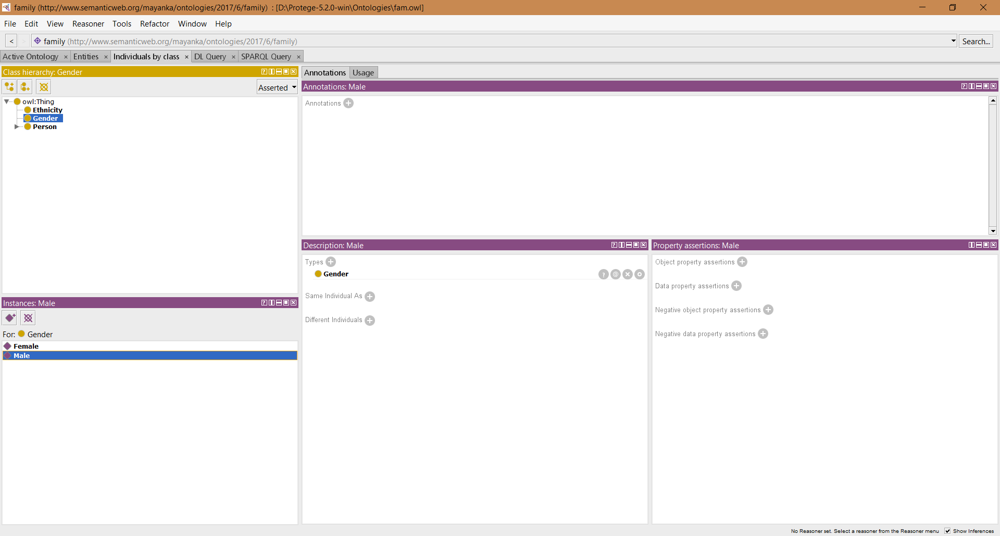 family (http://www.semanticweb.org/mayanka/ontologies/2017/6/family)  : [D:\Protege-5.2.0-win\Ontologies\fam.owl]
File Edit View Reasoner Tools Refactor Window Help
< > family (http://www.semanticweb.org/mayanka/ontologies/2017/6/family) Search...
Active Ontology × Entities × Individuals by class × DL Query × SPARQL Query ×
Class hierarchy: Gender
Asserted
owl:Thing
Ethnicity
Gender
Person
Instances: Male
For: Gender
Female
Male
Annotations Usage
Annotations: Male
Annotations
Description: Male
Types
Gender
Same Individual As
Different Individuals
Property assertions: Male
Object property assertions
Data property assertions
Negative object property assertions
Negative data property assertions
No Reasoner set. Select a reasoner from the Reasoner menu Show Inferences